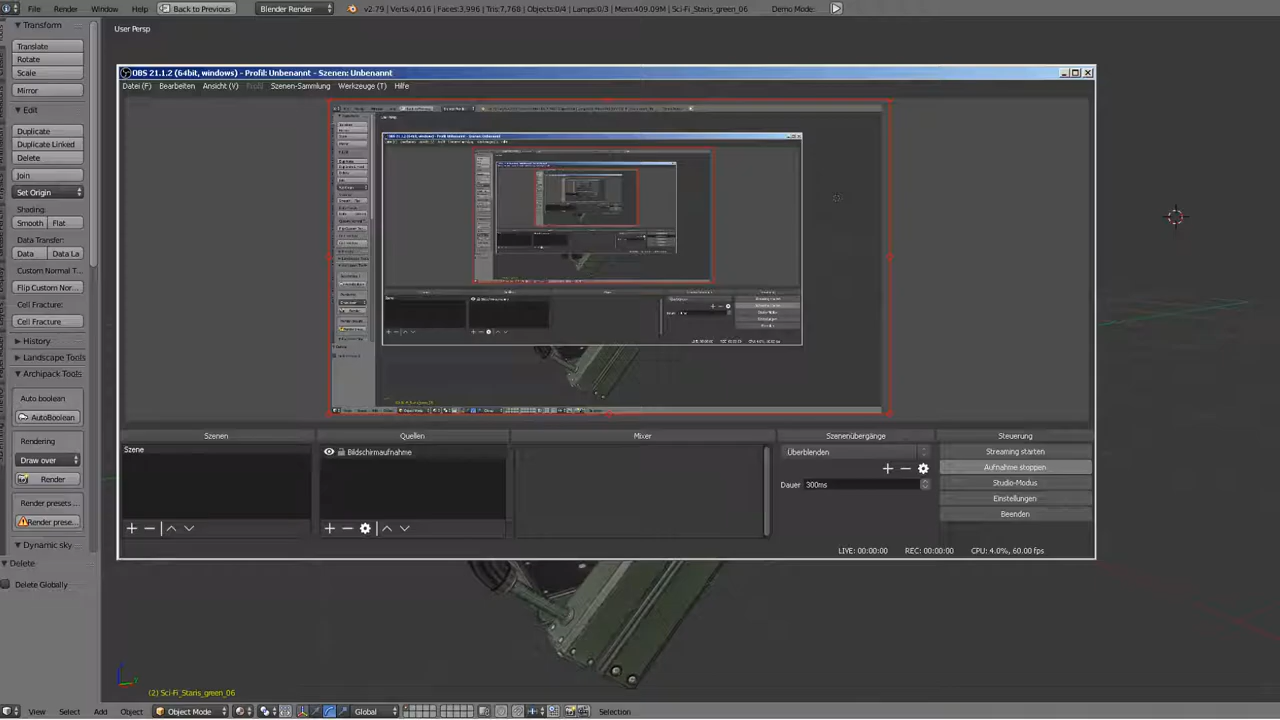 File Render Window Help Back to Previous Blender Render v2.79 | Verts:4,016 | Faces:3,996 | Tris:7,768 | Objects:0/4 | Lamps:0/3 | Mem:409.09M | Sci-Fi_Staris_green_06 Demo Mode:
Transform
User Persp
Translate
Rotate
Scale
Mirror
Edit
Duplicate
Duplicate Linked
Delete
Join
Set Origin
Shading:
Smooth Flat
Data Transfer:
Data Data La
Custom Normal T...
Flip Custom Nor...
Cell Fracture:
Cell Fracture
History
Landscape Tools
Archipack Tools
Auto boolean
AutoBoolean
Rendering
Draw over
Render
Render presets...
Render prese...
Dynamic sky
Delete
Delete Globally
OBS 21.1.2 (64bit, windows) - Profil: Unbenannt - Szenen: Unbenannt
Datei (F) Bearbeiten Ansicht (V) Profil Szenen-Sammlung Werkzeuge (T) Hilfe
Szenen Quellen Mixer Szenenübergänge Steuerung
Szene
Bildschirmaufnahme
Überblenden
Dauer 300ms
Streaming starten
Aufnahme stoppen
Studio-Modus
Einstellungen
Beenden
LIVE: 00:00:00 REC: 00:00:00 CPU: 4.0%, 60.00 fps
(2) Sci-Fi_Staris_green_06
View Select Add Object Object Mode Global Selection